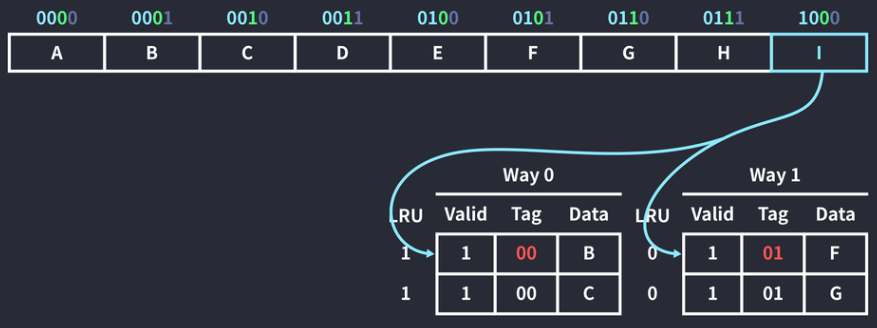 0000 0001 0010 0011 0100 0101 0110 0111 1000
A B C D E F G H I
Way 0 Way 1
LRU Valid Tag Data LRU Valid Tag Data
1 1 00 B 0 1 01 F
1 1 00 C 0 1 01 G